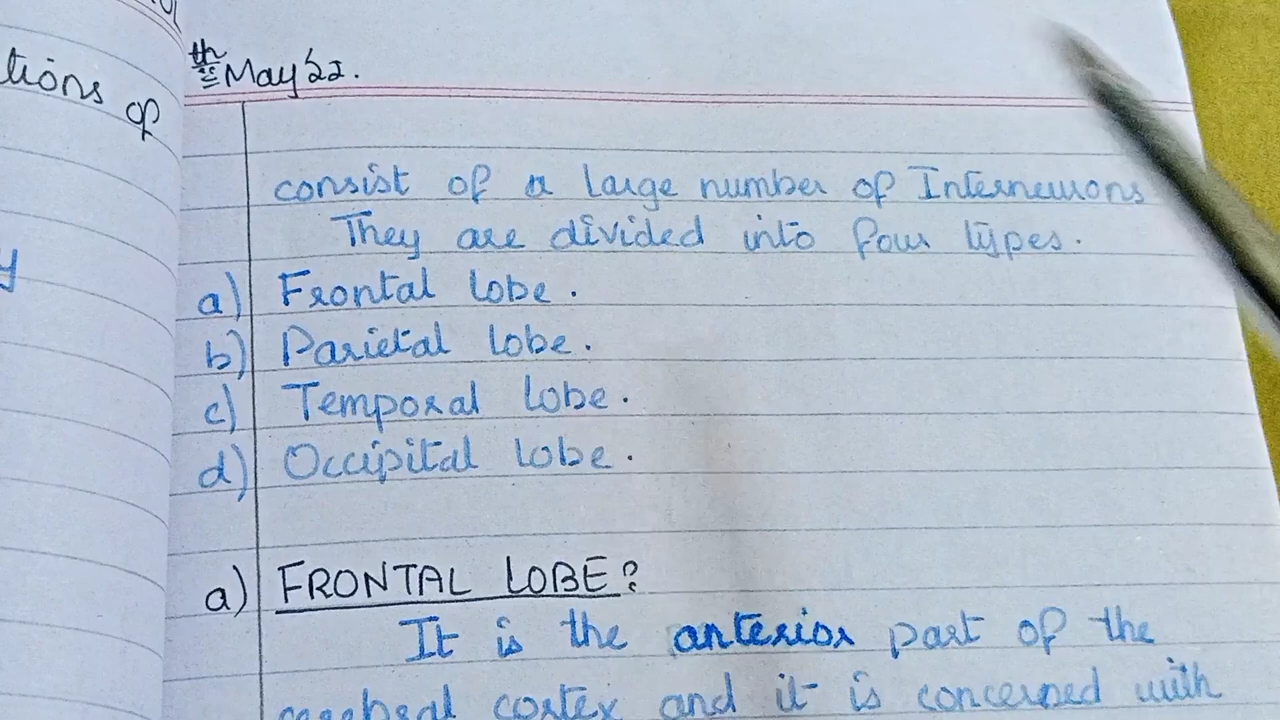 tions of
th May'22.
consist of a large number of Interneurons
They are divided into four types.
a) Frontal lobe.
b) Parietal lobe.
c) Temporal lobe.
d) Occipital lobe.
a) FRONTAL LOBE?
It is the anterior part of the
cerebral cortex and it is concerned with